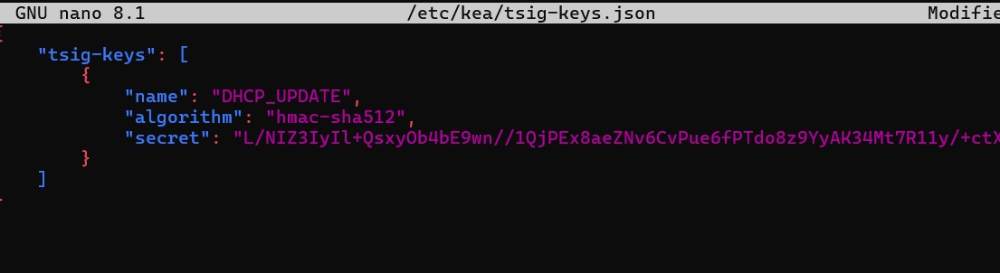 GNU nano 8.1 /etc/kea/tsig-keys.json Modifie
{
"tsig-keys": [
{
"name": "DHCP_UPDATE",
"algorithm": "hmac-sha512",
"secret": "L/NIZ3IyIl+QsxyOb4bE9wn//1QjPEx8aeZNv6CvPue6fPTdo8z9YyAK34Mt7R11y/+ctX
}
]
}